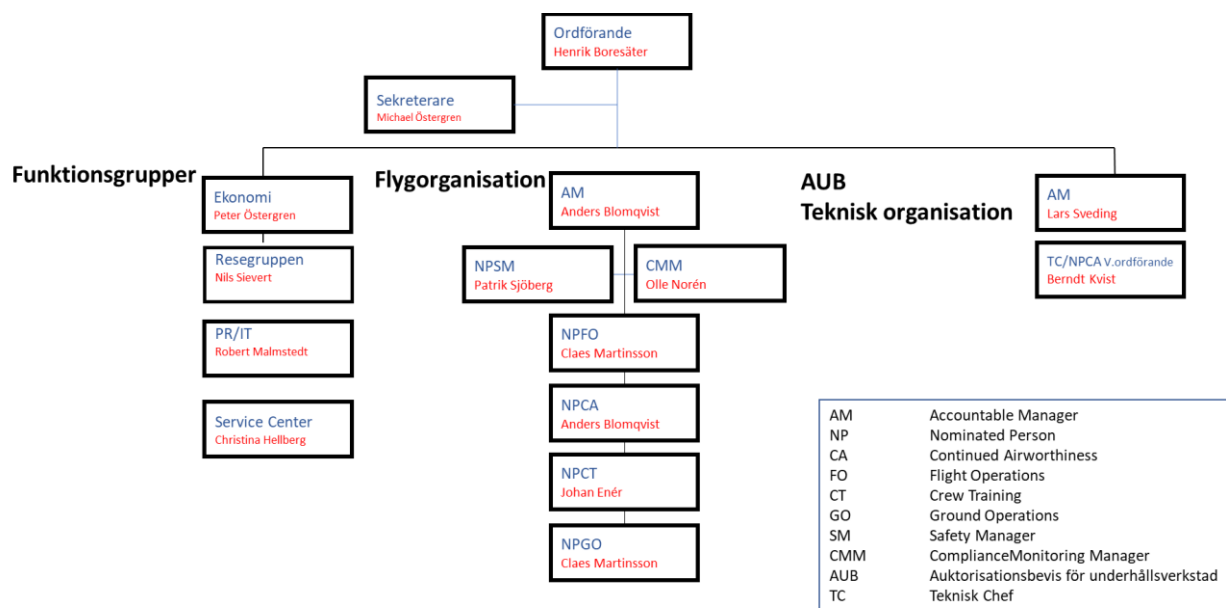 Ordförande
Henrik Boresäter
Sekreterare
Michael Östergren
Funktionsgrupper
Ekonomi
Peter Östergren
Resegruppen
Nils Sievert
PR/IT
Robert Malmstedt
Service Center
Christina Hellberg
Flygorganisation
AM
Anders Blomqvist
NPSM
Patrik Sjöberg
CMM
Olle Norén
NPFO
Claes Martinsson
NPCA
Anders Blomqvist
NPCT
Johan Enér
NPGO
Claes Martinsson
AUB
Teknisk organisation
AM
Lars Sveding
TC/NPCA V.ordförande
Berndt Kvist
AM Accountable Manager
NP Nominated Person
CA Continued Airworthiness
FO Flight Operations
CT Crew Training
GO Ground Operations
SM Safety Manager
CMM ComplianceMonitoring Manager
AUB Auktorisationsbevis för underhållsverkstad
TC Teknisk Chef